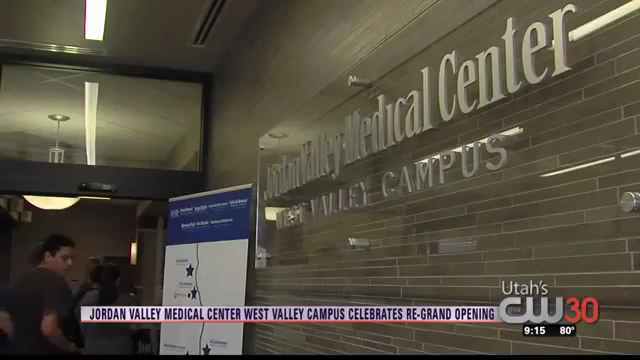 Jordan Valley Medical Center
WEST VALLEY CAMPUS
JORDAN VALLEY MEDICAL CENTER WEST VALLEY CAMPUS CELEBRATES RE-GRAND OPENING
Utah's
CW30
9:15 80°